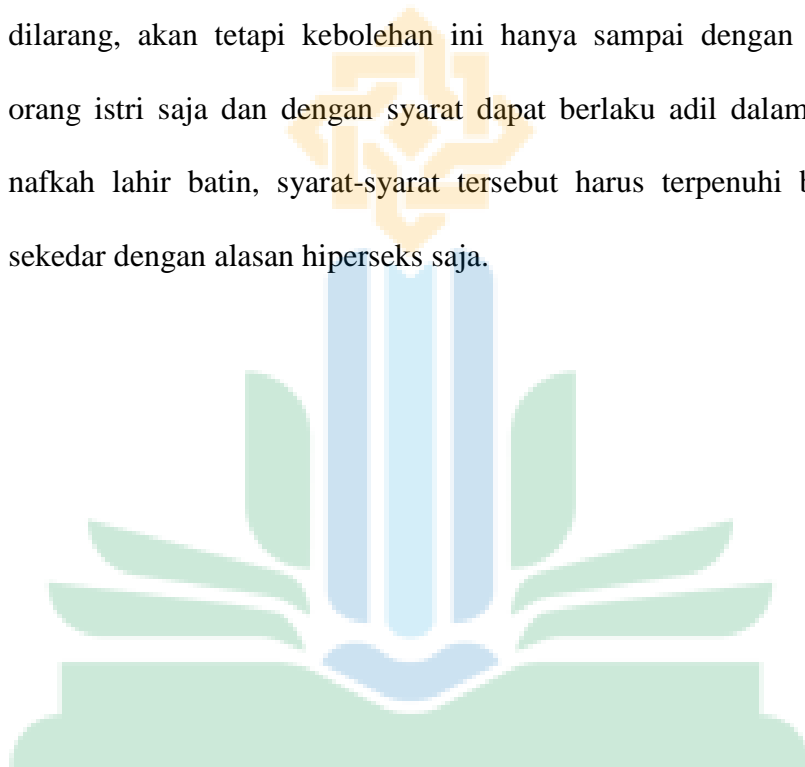 dilarang, akan tetapi kebolehan ini hanya sampai dengan
orang istri saja dan dengan syarat dapat berlaku adil dalam
nafkah lahir batin, syarat-syarat tersebut harus terpenuhi
sekedar dengan alasan hiperseks saja.